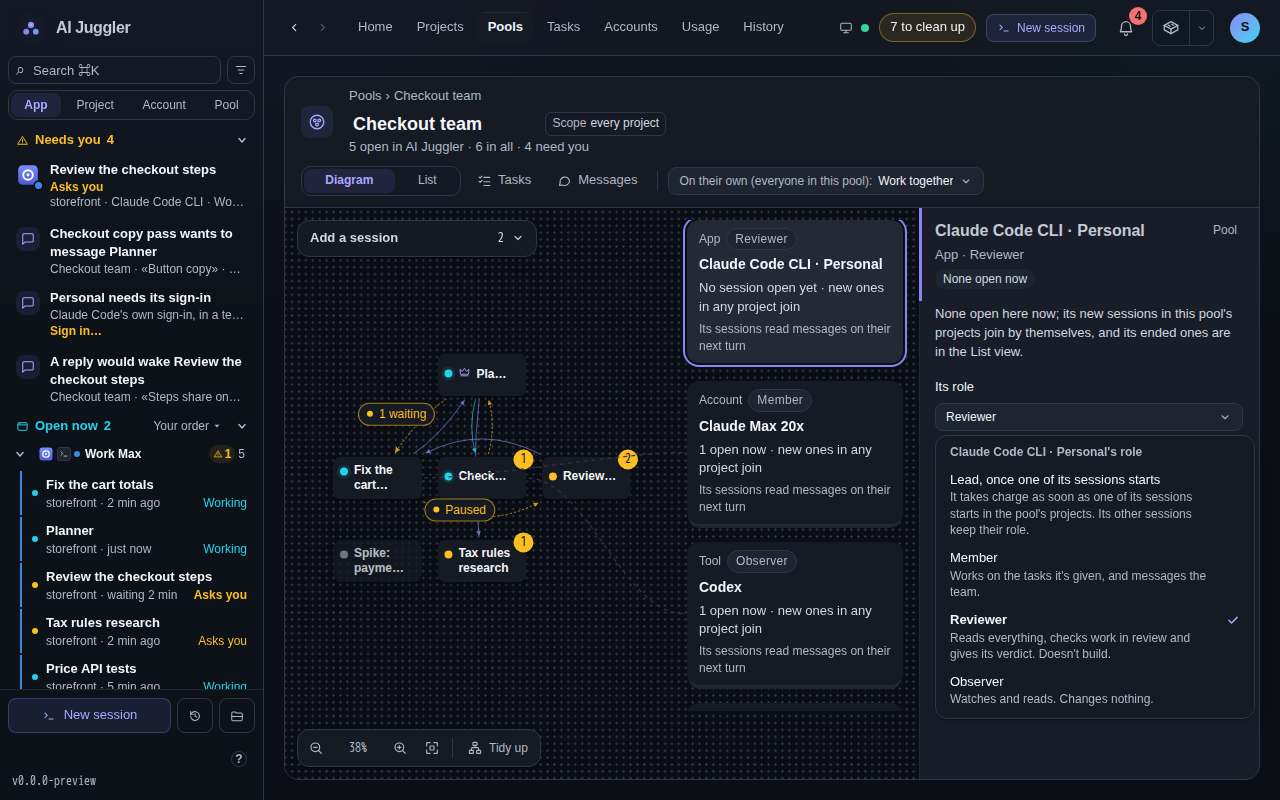 AI Juggler
Search ⌘K
App Project Account Pool
Needs you 4
Review the checkout steps
Asks you
storefront · Claude Code CLI · Wo…
Checkout copy pass wants to
message Planner
Checkout team · «Button copy» · …
Personal needs its sign-in
Claude Code's own sign-in, in a te…
Sign in…
A reply would wake Review the
checkout steps
Checkout team · «Steps share on…
Open now 2 Your order
Work Max 1 5
Fix the cart totals
storefront · 2 min ago Working
Planner
storefront · just now Working
Review the checkout steps
storefront · waiting 2 min Asks you
Tax rules research
storefront · 2 min ago Asks you
Price API tests
storefront · 5 min ago Working
New session
?
v0.0.0-preview
Home Projects Pools Tasks Accounts Usage History
7 to clean up
New session
4
S
Pools › Checkout team
Checkout team
Scope every project
5 open in AI Juggler · 6 in all · 4 need you
Diagram List Tasks Messages
On their own (everyone in this pool): Work together
Add a session 2
Pla…
1 waiting
Fix the
cart…
Check…
1
Review…
2
Paused
Spike:
payme…
Tax rules
research
1
38%
Tidy up
App Reviewer
Claude Code CLI · Personal
No session open yet · new ones
in any project join
Its sessions read messages on their
next turn
Account Member
Claude Max 20x
1 open now · new ones in any
project join
Its sessions read messages on their
next turn
Tool Observer
Codex
1 open now · new ones in any
project join
Its sessions read messages on their
next turn
Claude Code CLI · Personal Pool
App · Reviewer
None open now
None open here now; its new sessions in this pool's
projects join by themselves, and its ended ones are
in the List view.
Its role
Reviewer
Claude Code CLI · Personal's role
Lead, once one of its sessions starts
It takes charge as soon as one of its sessions
starts in the pool's projects. Its other sessions
keep their role.
Member
Works on the tasks it's given, and messages the
team.
Reviewer
Reads everything, checks work in review and
gives its verdict. Doesn't build.
Observer
Watches and reads. Changes nothing.